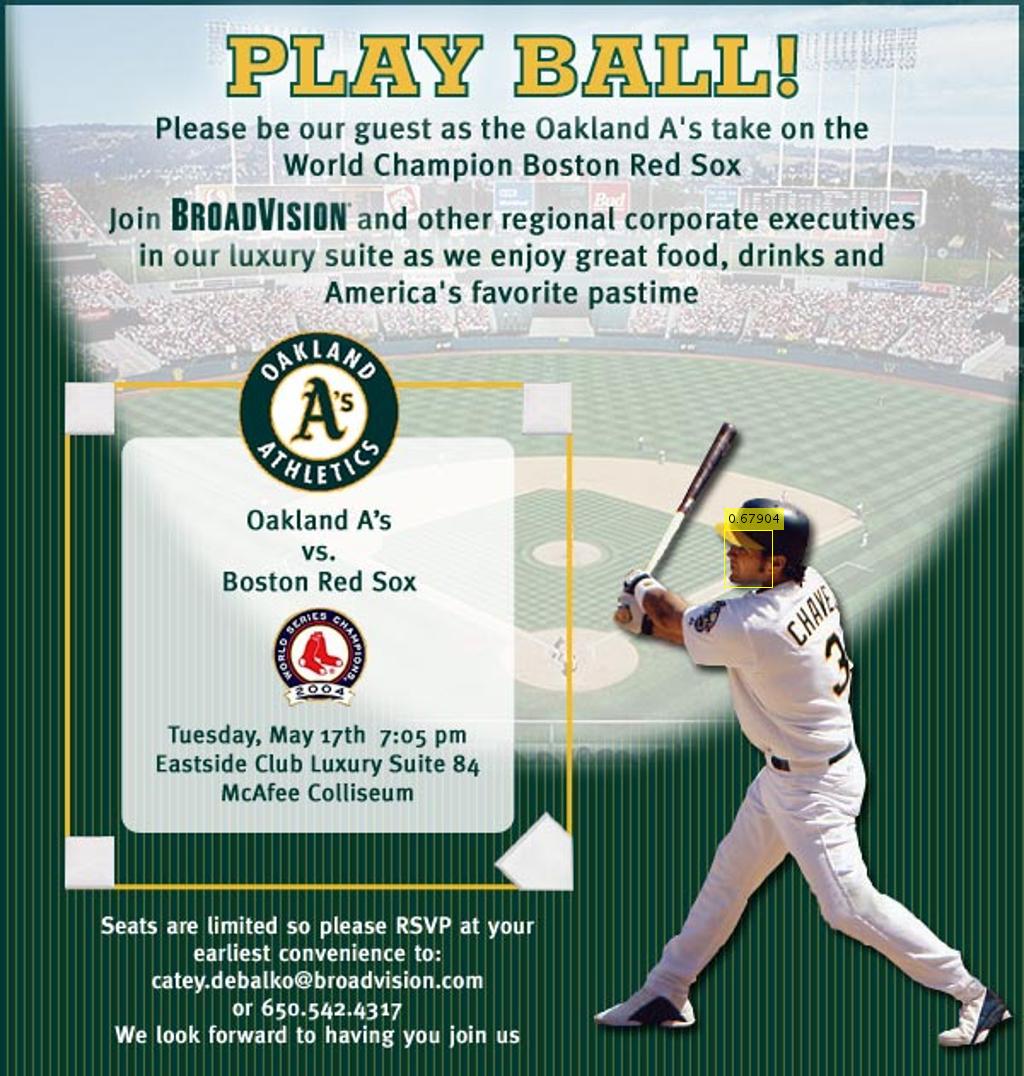 PLAY BALL!
Please be our guest as the Oakland A's take on the
World Champion Boston Red Sox
Join BROADVISION and other regional corporate executives
in our luxury suite as we enjoy great food, drinks and
America's favorite pastime
OAKLAND
A's
ATHLETICS
Oakland A's
vs.
Boston Red Sox
WORLD SERIES CHAMPIONS
2004
Tuesday, May 17th 7:05 pm
Eastside Club Luxury Suite 84
McAfee Colliseum
0.67904
CHAVE
3
Bud
Seats are limited so please RSVP at your
earliest convenience to:
catey.debalko@broadvision.com
or 650.542.4317
We look forward to having you join us